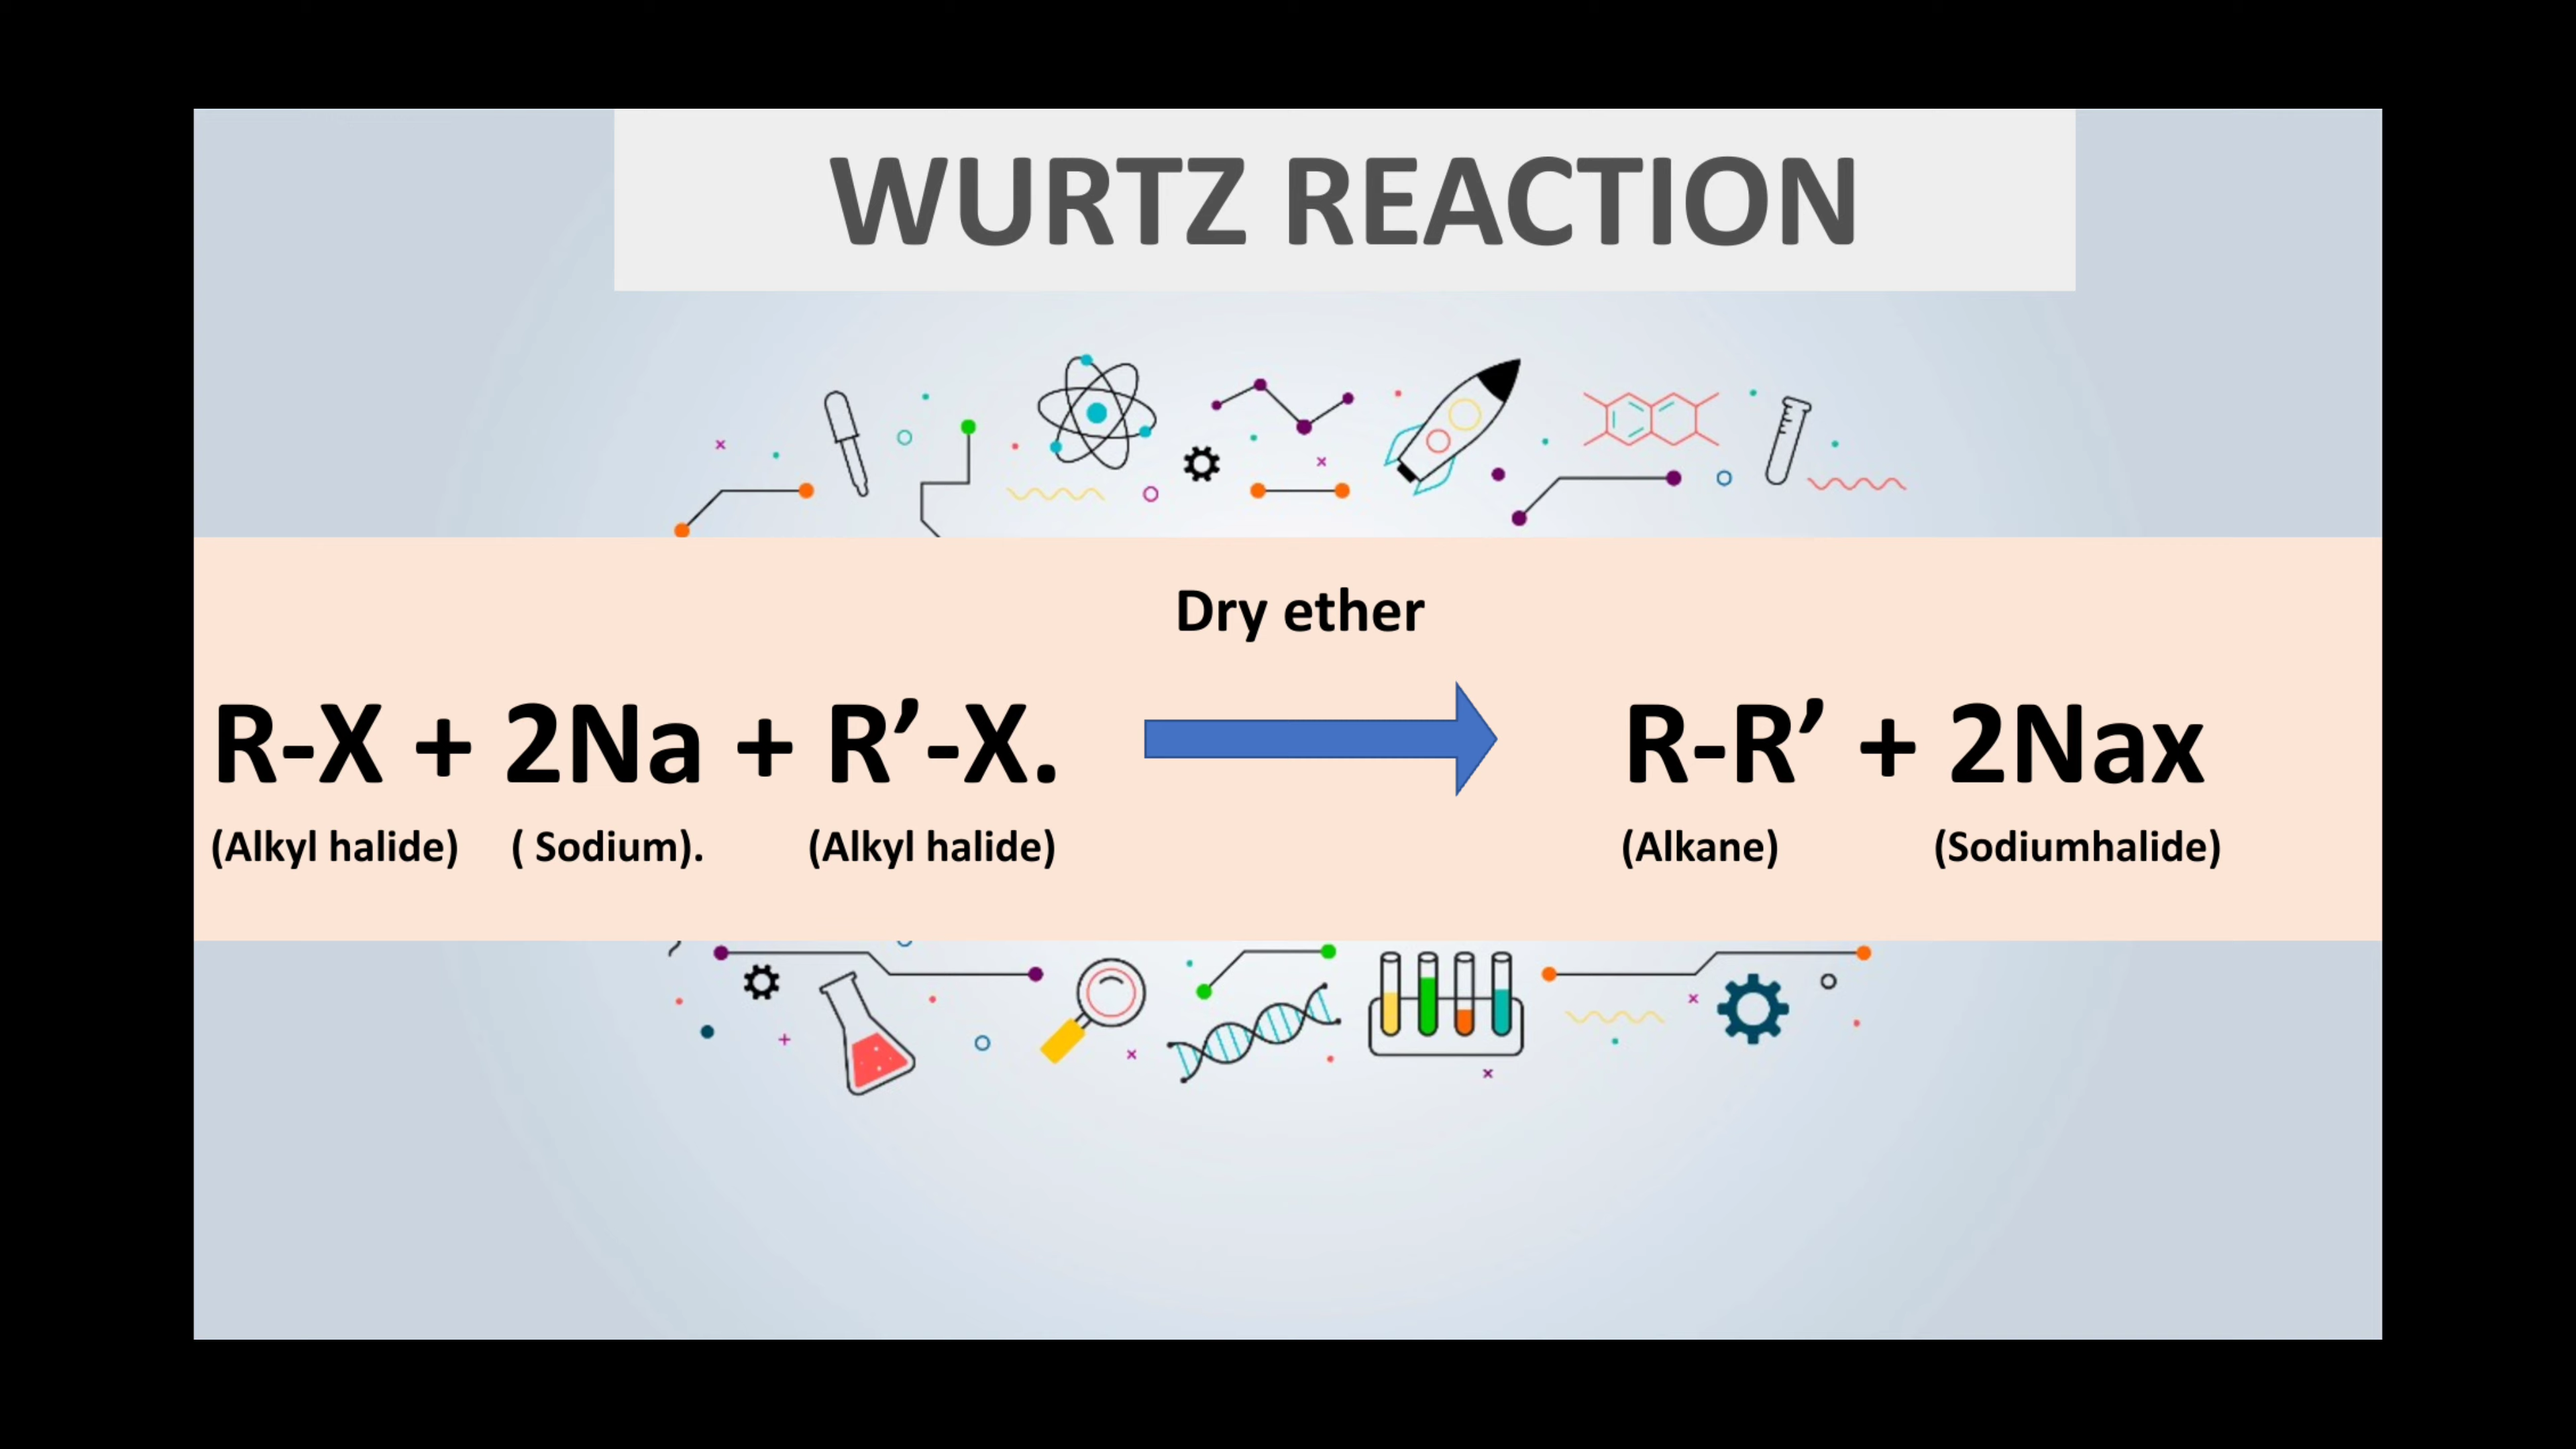 WURTZ REACTION
Dry ether
R-X + 2Na + R’-X. R-R’ + 2Nax
(Alkyl halide) ( Sodium). (Alkyl halide) (Alkane) (Sodiumhalide)